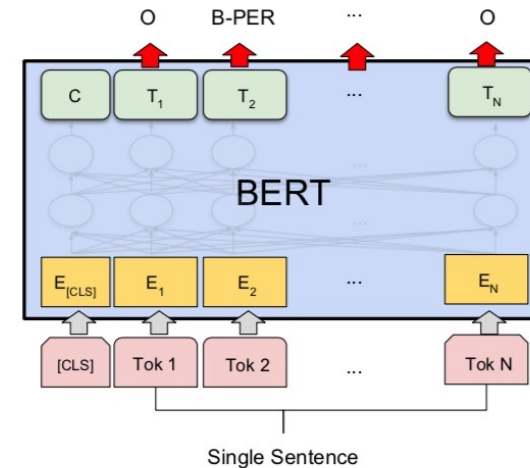 O B-PER ... O
C T1 T2 ... TN
...
BERT
...
E[CLS] E1 E2 ... EN
[CLS] Tok 1 Tok 2 ... Tok N
Single Sentence